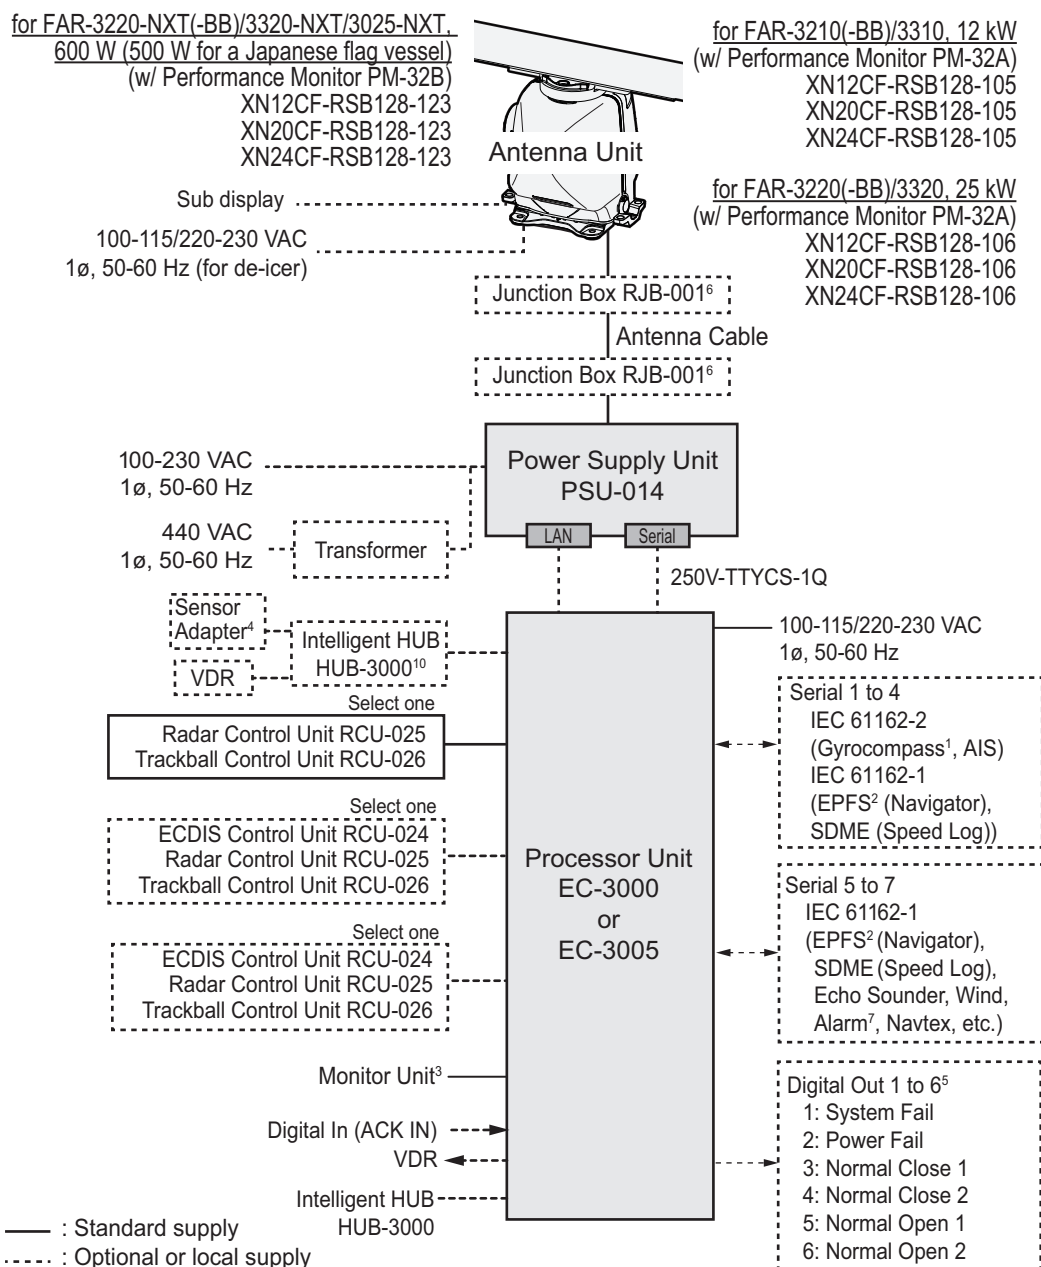 for FAR-3220-NXT(-BB)/3320-NXT/3025-NXT,
600 W (500 W for a Japanese flag vessel)
(w/ Performance Monitor PM-32B)
XN12CF-RSB128-123
XN20CF-RSB128-123
XN24CF-RSB128-123
for FAR-3210(-BB)/3310, 12 kW
(w/ Performance Monitor PM-32A)
XN12CF-RSB128-105
XN20CF-RSB128-105
XN24CF-RSB128-105
Antenna Unit
for FAR-3220(-BB)/3320, 25 kW
(w/ Performance Monitor PM-32A)
XN12CF-RSB128-106
XN20CF-RSB128-106
XN24CF-RSB128-106
Sub display
100-115/220-230 VAC
1ø, 50-60 Hz (for de-icer)
Junction Box RJB-001⁶
Antenna Cable
Junction Box RJB-001⁶
Power Supply Unit
PSU-014
100-230 VAC
1ø, 50-60 Hz
440 VAC
1ø, 50-60 Hz
Transformer
LAN
Serial
250V-TTYCS-1Q
Sensor
Adapter⁴
VDR
Intelligent HUB
HUB-3000¹⁰
100-115/220-230 VAC
1ø, 50-60 Hz
Select one
Radar Control Unit RCU-025
Trackball Control Unit RCU-026
Select one
ECDIS Control Unit RCU-024
Radar Control Unit RCU-025
Trackball Control Unit RCU-026
Select one
ECDIS Control Unit RCU-024
Radar Control Unit RCU-025
Trackball Control Unit RCU-026
Processor Unit
EC-3000
or
EC-3005
Serial 1 to 4
IEC 61162-2
(Gyrocompass¹, AIS)
IEC 61162-1
(EPFS² (Navigator),
SDME (Speed Log))
Serial 5 to 7
IEC 61162-1
(EPFS² (Navigator),
SDME (Speed Log),
Echo Sounder, Wind,
Alarm⁷, Navtex, etc.)
Monitor Unit³
Digital In (ACK IN)
VDR
Intelligent HUB
HUB-3000
Digital Out 1 to 6⁵
1: System Fail
2: Power Fail
3: Normal Close 1
4: Normal Close 2
5: Normal Open 1
6: Normal Open 2
: Standard supply
: Optional or local supply